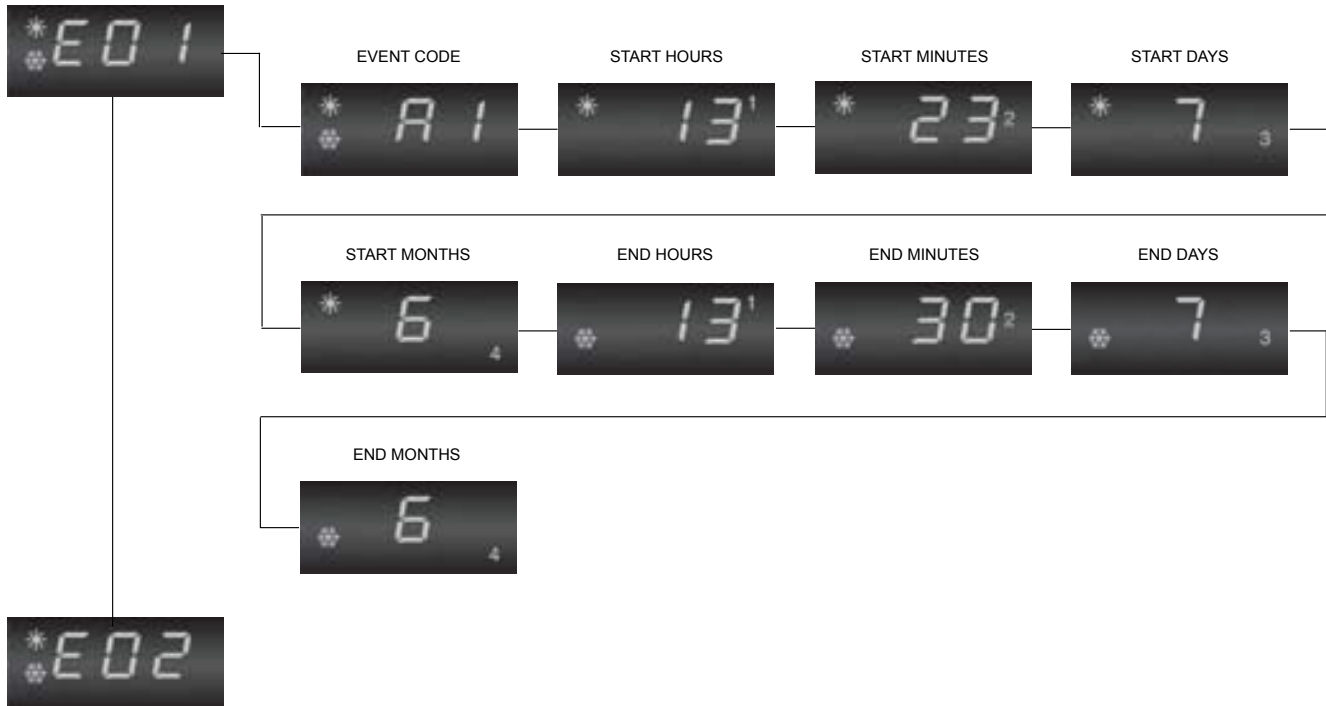 E01
EVENT CODE START HOURS START MINUTES START DAYS
A1 13 1 23 2 7 3
START MONTHS END HOURS END MINUTES END DAYS
6 4 13 1 30 2 7 3
END MONTHS
6 4
E02